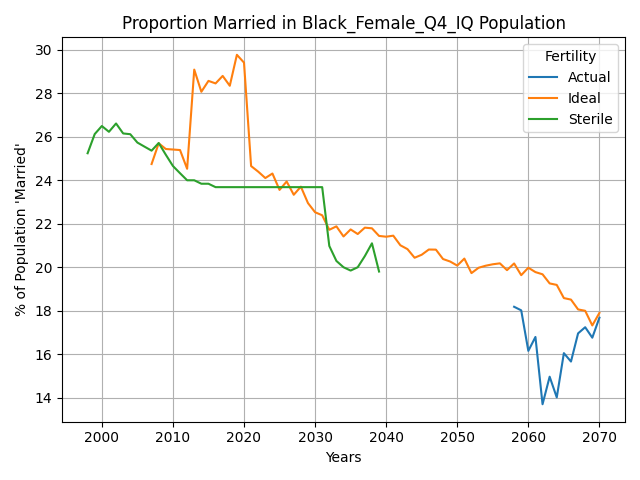 Proportion Married in Black_Female_Q4_IQ Population
% of Population 'Married'
30
28
26
24
22
20
18
16
14
Fertility
Actual
Ideal
Sterile
2000 2010 2020 2030 2040 2050 2060 2070
Years